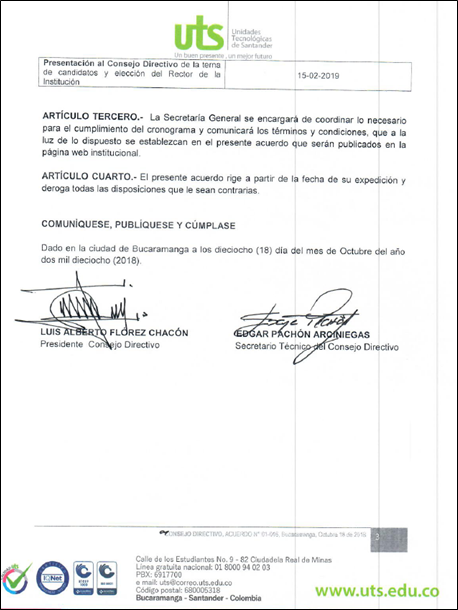 uts
Unidades
Tecnológicas
de Santander
Un buen presente, un mejor futuro
Presentación al Consejo Directivo de la terna
de candidatos y elección del Rector de la
Institución
15-02-2019
ARTÍCULO TERCERO.- La Secretaría General se encargará de coordinar lo necesario
para el cumplimiento del cronograma y comunicará los términos y condiciones, que a la
luz de lo dispuesto se establezcan en el presente acuerdo que serán publicados en la
página web institucional.
ARTÍCULO CUARTO.- El presente acuerdo rige a partir de la fecha de su expedición y
deroga todas las disposiciones que le sean contrarias.
COMUNÍQUESE, PUBLÍQUESE Y CÚMPLASE
Dado en la ciudad de Bucaramanga a los dieciocho (18) día del mes de Octubre del año
dos mil dieciocho (2018).
LUIS ALBERTO FLÓREZ CHACÓN
Presidente Consejo Directivo
EDGAR PACHÓN ARCINIEGAS
Secretario Técnico del Consejo Directivo
CONSEJO DIRECTIVO, ACUERDO N° 01-015, Bucaramanga, Octubre 18 de 2018
3
Calle de los Estudiantes No. 9 - 82 Ciudadela Real de Minas
Línea gratuita nacional: 01 8000 94 02 03
PBX: 6917700
e mail: uts@correo.uts.edu.co
Código postal: 680005318
Bucaramanga - Santander - Colombia
IQNet
www.uts.edu.co